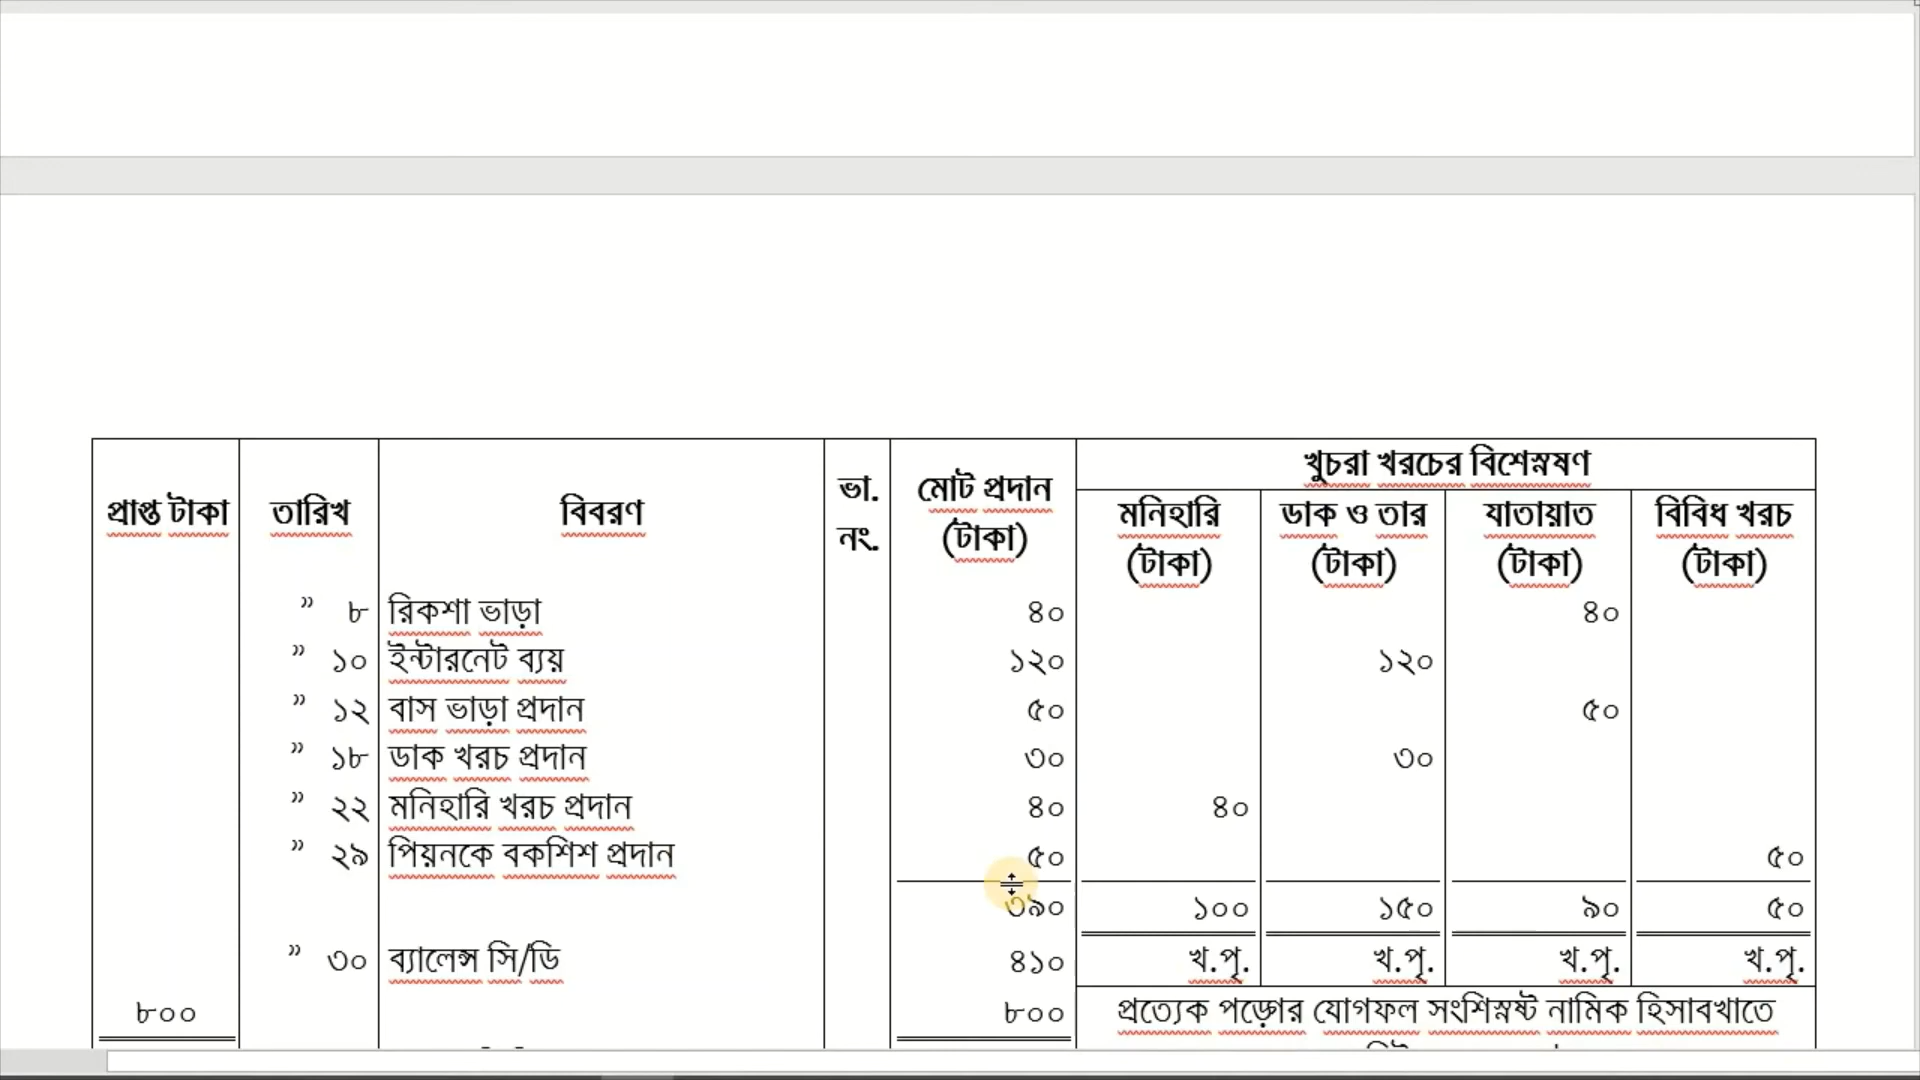 খুচরা খরচের বিশেস্নষণ
প্রাপ্ত টাকা তারিখ বিবরণ ভা. নং. মোট প্রদান (টাকা) মনিহারি (টাকা) ডাক ও তার (টাকা) যাতায়াত (টাকা) বিবিধ খরচ (টাকা)
” ৮ রিকশা ভাড়া ৪০ ৪০
” ১০ ইন্টারনেট ব্যয় ১২০ ১২০
” ১২ বাস ভাড়া প্রদান ৫০ ৫০
” ১৮ ডাক খরচ প্রদান ৩০ ৩০
” ২২ মনিহারি খরচ প্রদান ৪০ ৪০
” ২৯ পিয়নকে বকশিশ প্রদান ৫০ ৫০
৩৯০ ১০০ ১৫০ ৯০ ৫০
” ৩০ ব্যালেন্স সি/ডি ৪১০ খ.পৃ. খ.পৃ. খ.পৃ. খ.পৃ.
৮০০ ৮০০ প্রত্যেক পড়্গের যোগফল সংশিস্নষ্ট নামিক হিসাবখাতে